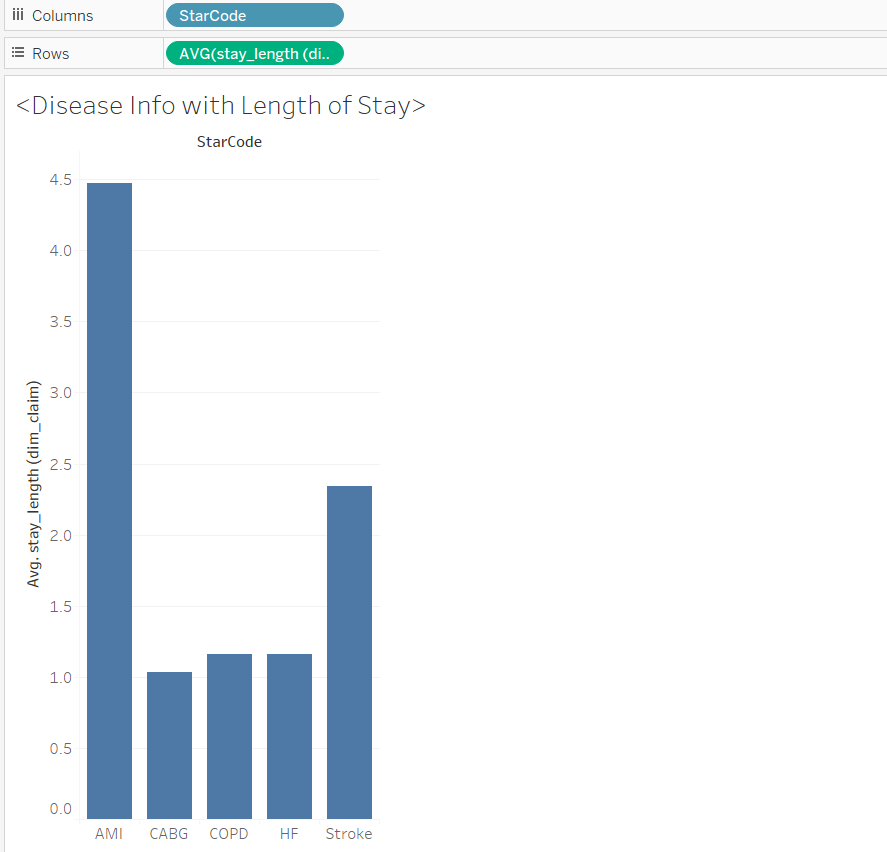 Columns
StarCode
Rows
AVG(stay_length (di..
<Disease Info with Length of Stay>
StarCode
4.5
4.0
3.5
3.0
2.5
2.0
1.5
1.0
0.5
0.0
Avg. stay_length (dim_claim)
AMI CABG COPD HF Stroke